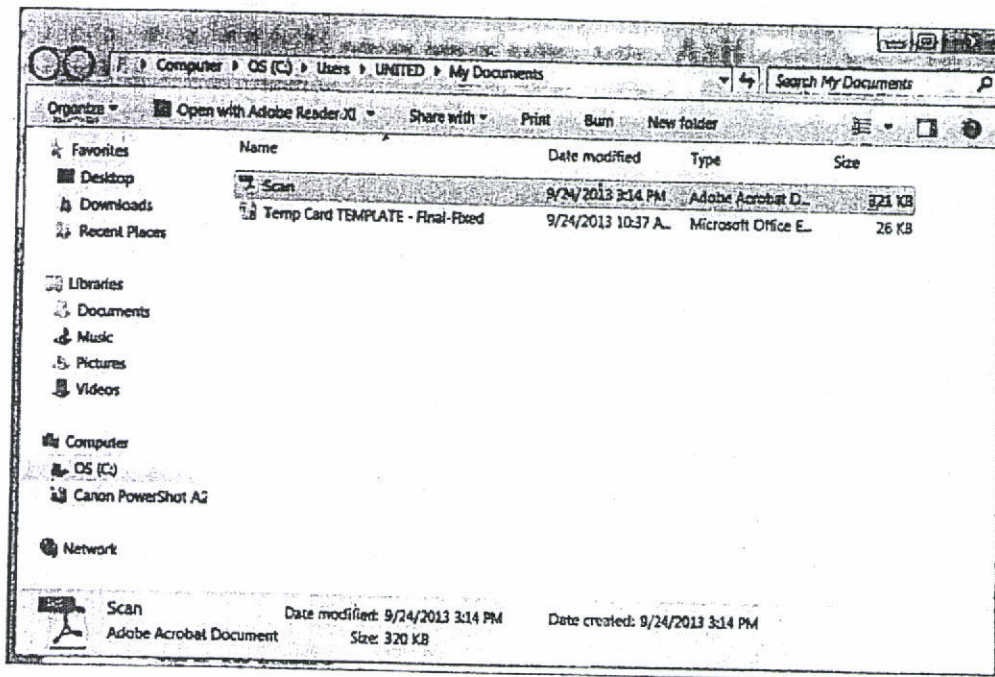 Computer ▸ OS (C:) ▸ Users ▸ UNITED ▸ My Documents
Search My Documents
Organize Open with Adobe Reader XI Share with Print Burn New folder
Name Date modified Type Size
Favorites
Desktop
Downloads
Recent Places
Scan 9/24/2013 3:14 PM Adobe Acrobat D... 321 KB
Temp Card TEMPLATE - Final-Fixed 9/24/2013 10:37 A... Microsoft Office E... 26 KB
Libraries
Documents
Music
Pictures
Videos
Computer
OS (C:)
Canon PowerShot A2
Network
Scan Date modified: 9/24/2013 3:14 PM Date created: 9/24/2013 3:14 PM
Adobe Acrobat Document Size: 320 KB